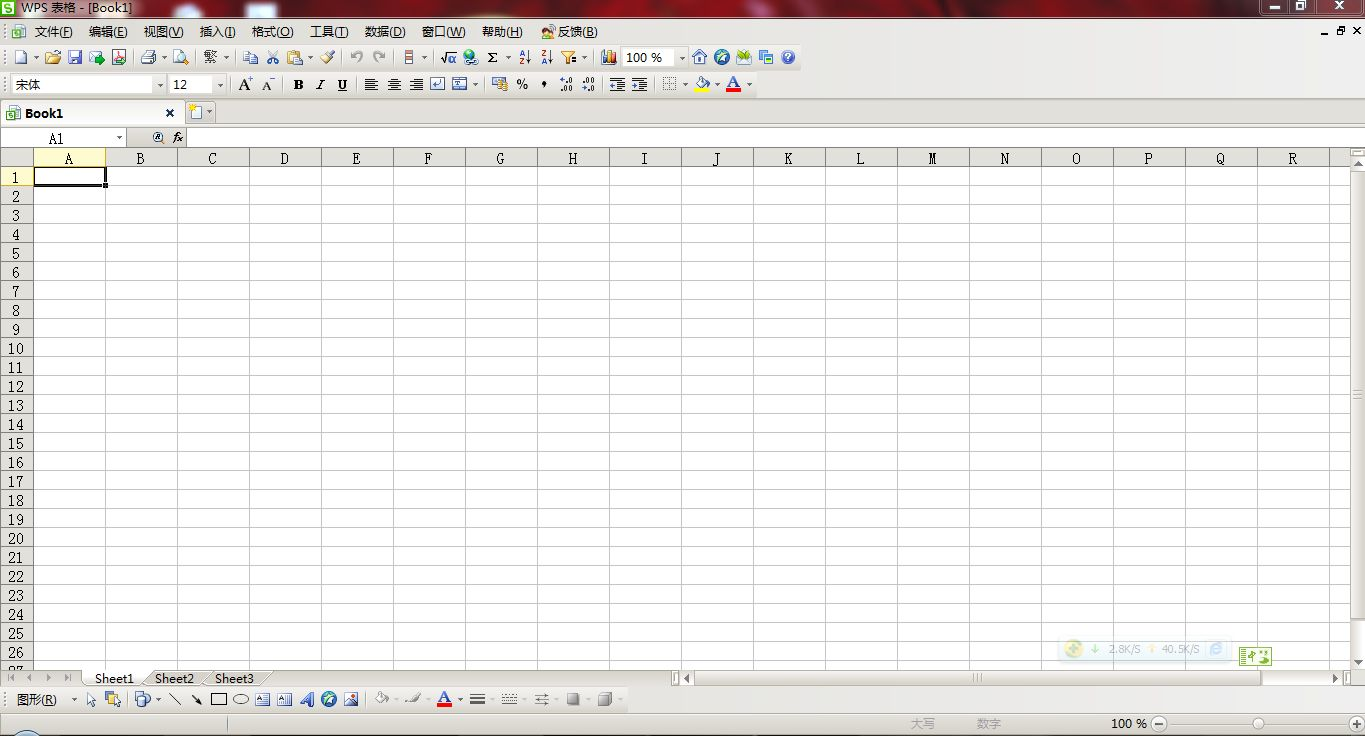 WPS 表格 - [Book1]
文件(F) 编辑(E) 视图(V) 插入(I) 格式(O) 工具(T) 数据(D) 窗口(W) 帮助(H) 反馈(B)
繁 √α Σ 100 %
宋体 12 A+ A- B I U % A
Book1
A1 fx
A B C D E F G H I J K L M N O P Q R
1
2
3
4
5
6
7
8
9
10
11
12
13
14
15
16
17
18
19
20
21
22
23
24
25
26
2.8K/S 40.5K/S 中
27
Sheet1 Sheet2 Sheet3
图形(R) A A
大写 数字 100 %